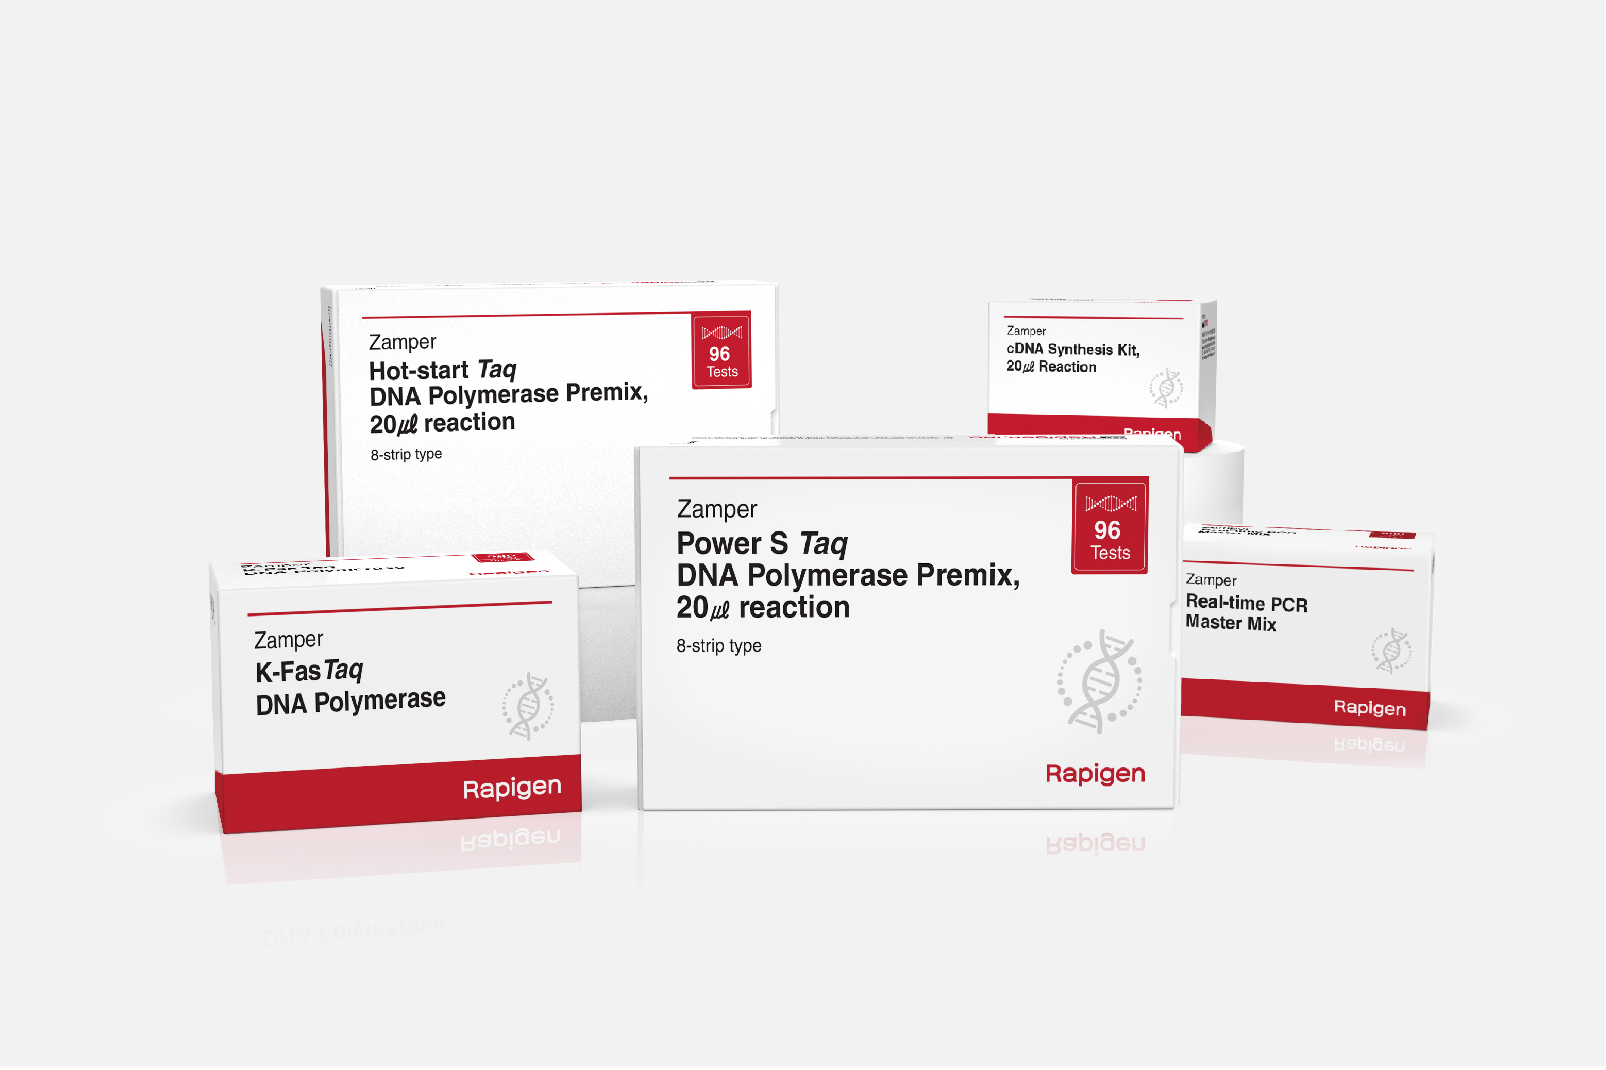 Zamper
Hot-start Taq
DNA Polymerase Premix,
20㎕ reaction
8-strip type
96
Tests
Zamper
cDNA Synthesis Kit,
20㎕ Reaction
Rapigen
Zamper
K-FasTaq
DNA Polymerase
Rapigen
Zamper
Power S Taq
DNA Polymerase Premix,
20㎕ reaction
8-strip type
96
Tests
Rapigen
Zamper
Real-time PCR
Master Mix
Rapigen